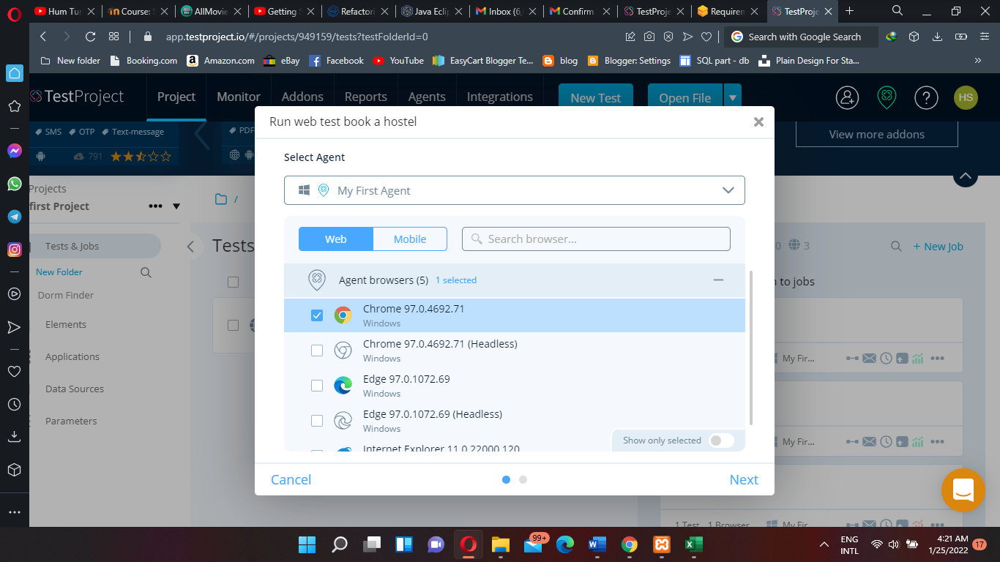 Hum Tu
Course: S
AllMovie
Getting S
Refactori
Java Ecli
Inbox (6,
Confirm
TestProje
Requirem
TestProje
app.testproject.io/#/projects/949159/tests?testFolderId=0
Search with Google Search
New folder
Booking.com
Amazon.com
eBay
Facebook
YouTube
EasyCart Blogger Te...
blog
Blogger: Settings
SQL part - db
Plain Design For Sta...
TestProject
Project
Monitor
Addons
Reports
Agents
Integrations
New Test
Open File
HS
SMS OTP Text-message
PDF
791
View more addons
Run web test book a hostel
Select Agent
My First Agent
Web
Mobile
Search browser...
Agent browsers (5) 1 selected
Chrome 97.0.4692.71
Windows
Chrome 97.0.4692.71 (Headless)
Windows
Edge 97.0.1072.69
Windows
Edge 97.0.1072.69 (Headless)
Windows
Internet Explorer 11.0.22000.120
Show only selected
Cancel
Next
Projects
first Project
Tests & Jobs
New Folder
Dorm Finder
Elements
Applications
Data Sources
Parameters
/
Tests
0
3
+ New Job
to jobs
My Fir...
My Fir...
1 Test 1 Browser
My Fir
99+
ENG
INTL
4:21 AM
1/25/2022
17